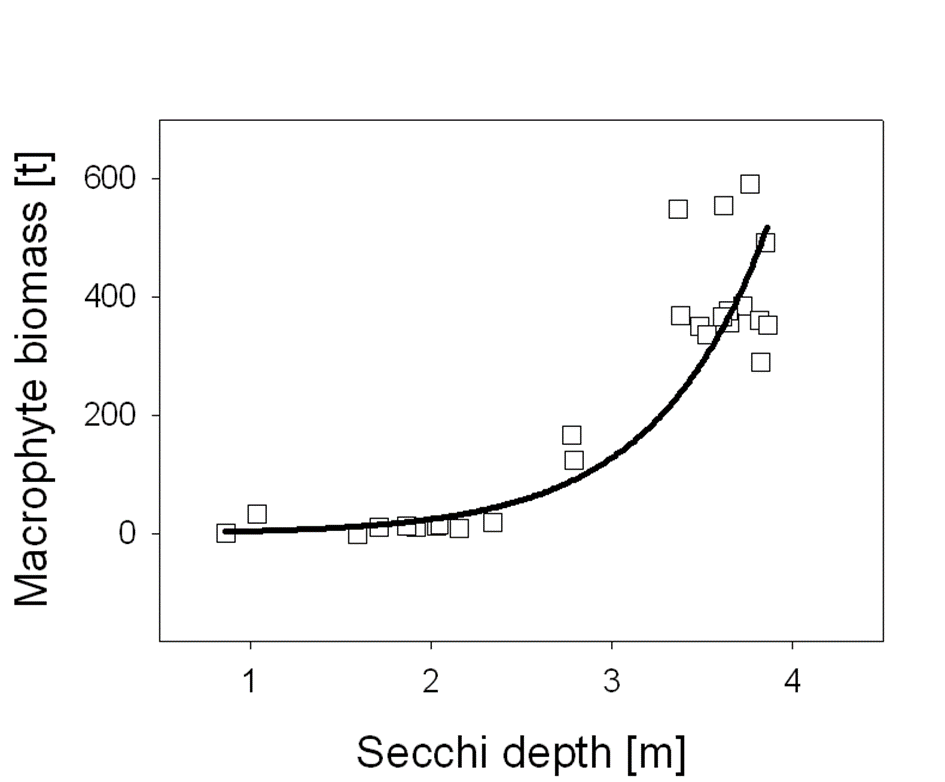 Macrophyte biomass [t]
600
400
200
0
1 2 3 4
Secchi depth [m]